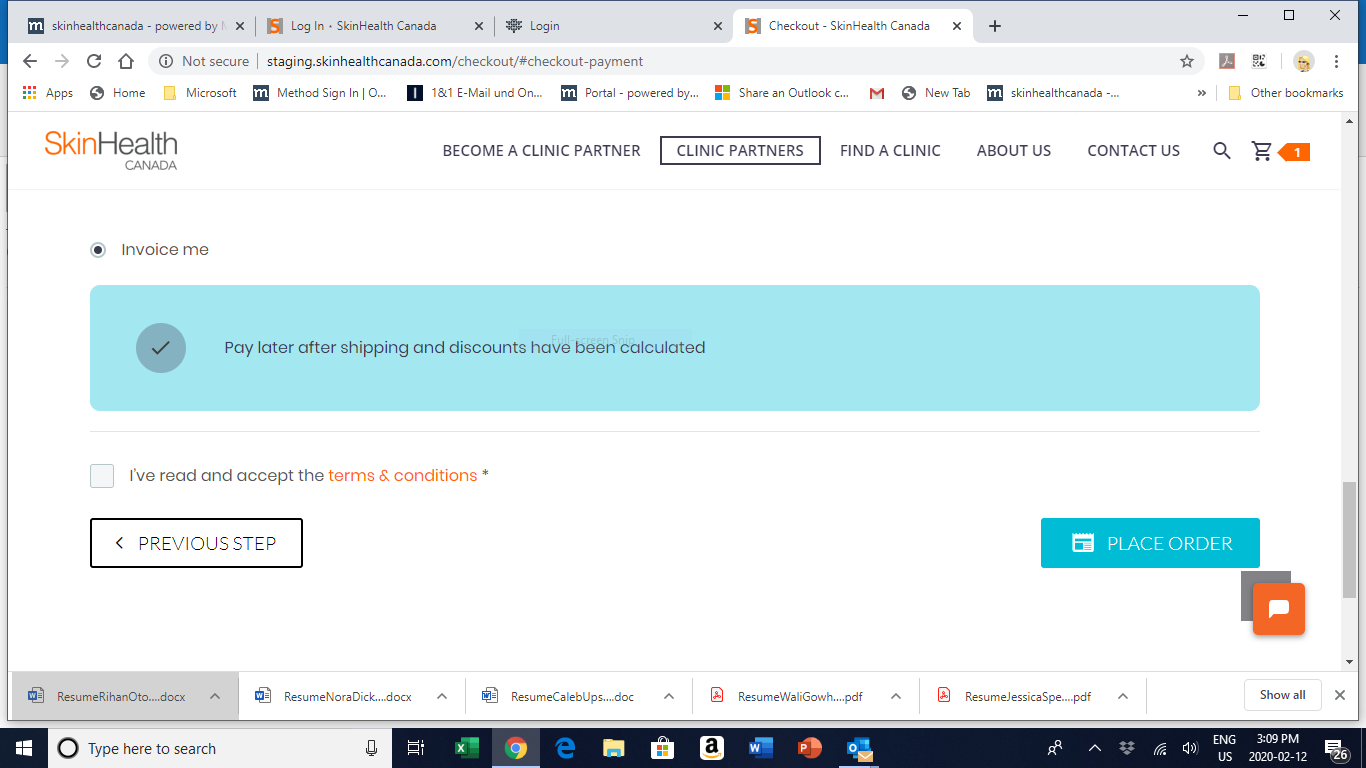 skinhealthcanada - powered by M
Log In • SkinHealth Canada
Login
Checkout - SkinHealth Canada
Not secure
staging.skinhealthcanada.com/checkout/#checkout-payment
Apps
Home
Microsoft
Method Sign In | O...
1&1 E-Mail und On...
Portal - powered by...
Share an Outlook c...
New Tab
skinhealthcanada -...
»
Other bookmarks
SkinHealth
CANADA
BECOME A CLINIC PARTNER
CLINIC PARTNERS
FIND A CLINIC
ABOUT US
CONTACT US
1
Invoice me
Full-screen Snip
Pay later after shipping and discounts have been calculated
I've read and accept the terms & conditions *
PREVIOUS STEP
PLACE ORDER
ResumeRihanOto....docx
ResumeNoraDick....docx
ResumeCalebUps....doc
ResumeWaliGowh....pdf
ResumeJessicaSpe....pdf
Show all
Type here to search
ENG
US
3:09 PM
2020-02-12
26